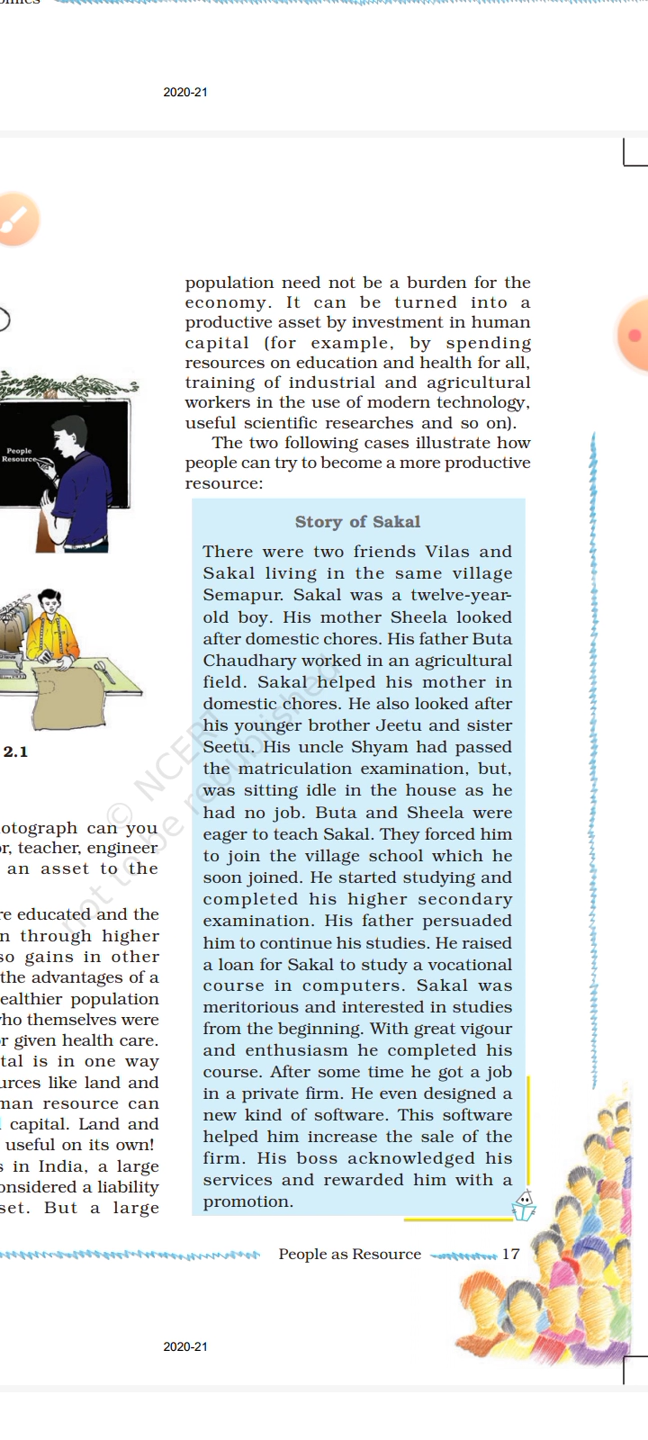 2020-21
People
Resource
2.1
otograph can you
r, teacher, engineer
an asset to the
re educated and the
n through higher
so gains in other
the advantages of a
ealthier population
ho themselves were
r given health care.
tal is in one way
urces like land and
man resource can
capital. Land and
useful on its own!
s in India, a large
onsidered a liability
set. But a large
population need not be a burden for the
economy. It can be turned into a
productive asset by investment in human
capital (for example, by spending
resources on education and health for all,
training of industrial and agricultural
workers in the use of modern technology,
useful scientific researches and so on).
The two following cases illustrate how
people can try to become a more productive
resource:
Story of Sakal
There were two friends Vilas and
Sakal living in the same village
Semapur. Sakal was a twelve-year-
old boy. His mother Sheela looked
after domestic chores. His father Buta
Chaudhary worked in an agricultural
field. Sakal helped his mother in
domestic chores. He also looked after
his younger brother Jeetu and sister
Seetu. His uncle Shyam had passed
the matriculation examination, but,
was sitting idle in the house as he
had no job. Buta and Sheela were
eager to teach Sakal. They forced him
to join the village school which he
soon joined. He started studying and
completed his higher secondary
examination. His father persuaded
him to continue his studies. He raised
a loan for Sakal to study a vocational
course in computers. Sakal was
meritorious and interested in studies
from the beginning. With great vigour
and enthusiasm he completed his
course. After some time he got a job
in a private firm. He even designed a
new kind of software. This software
helped him increase the sale of the
firm. His boss acknowledged his
services and rewarded him with a
promotion.
© NCERT
not to be republished
People as Resource 17
2020-21